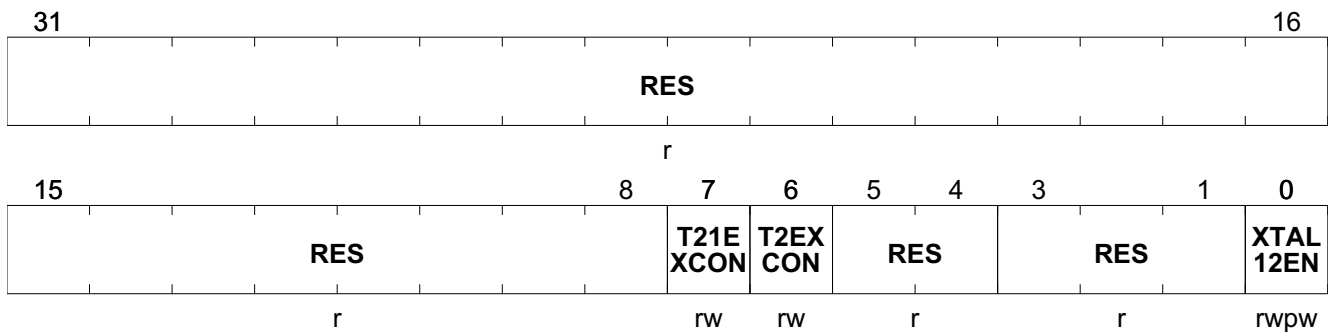 31 16
RES
r
15 8 7 6 5 4 3 1 0
RES T21E XCON T2EX CON RES RES XTAL 12EN
r rw rw r r rwpw